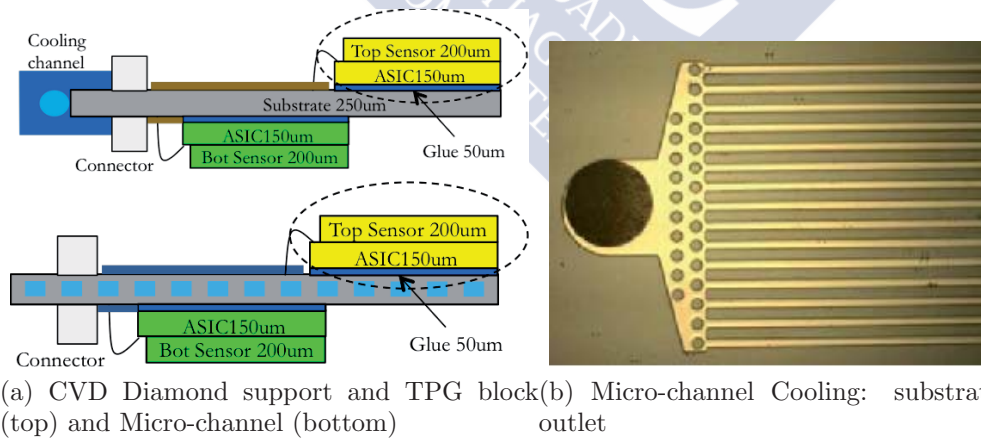 Cooling
channel
Top Sensor 200um
ASIC150um
Substrate 250um
ASIC150um
Bot Sensor 200um
Glue 50um
Connector
Top Sensor 200um
ASIC150um
ASIC150um
Bot Sensor 200um
Glue 50um
Connector
(a) CVD Diamond support and TPG block
(top) and Micro-channel (bottom)
(b) Micro-channel Cooling: substrat
outlet